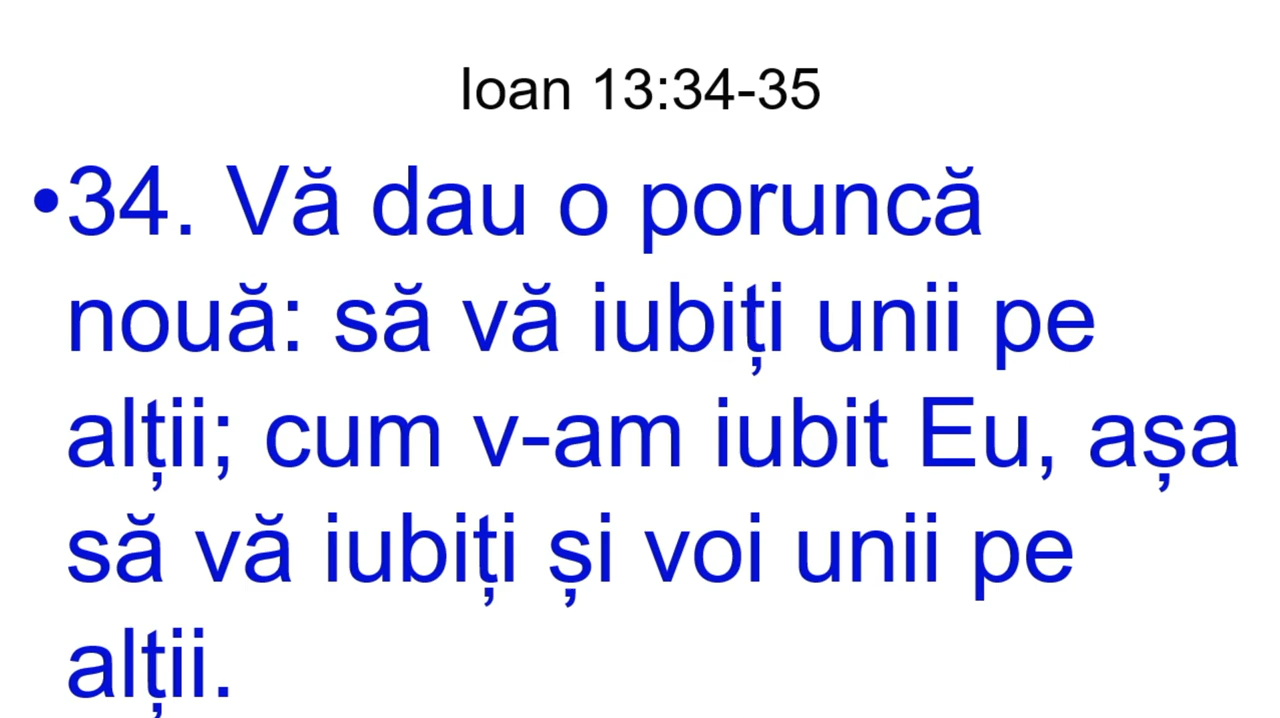 Ioan 13:34-35
•34. Vă dau o poruncă
nouă: să vă iubiți unii pe
alții; cum v-am iubit Eu, așa
să vă iubiți și voi unii pe
alții.